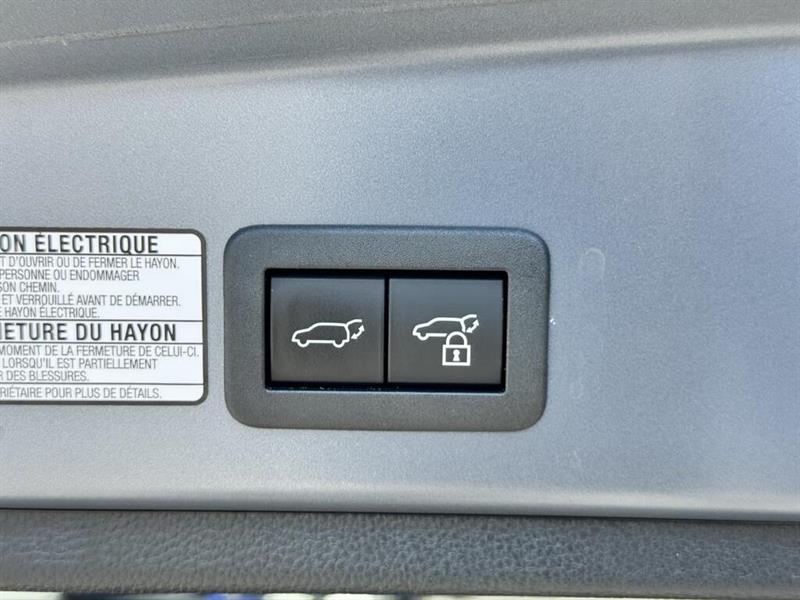 ON ÉLECTRIQUE
T D'OUVRIR OU DE FERMER LE HAYON.
PERSONNE OU ENDOMMAGER
SON CHEMIN.
ET VERROUILLÉ AVANT DE DÉMARRER.
E HAYON ÉLECTRIQUE.
METURE DU HAYON
MOMENT DE LA FERMETURE DE CELUI-CI.
LORSQU'IL EST PARTIELLEMENT
R DES BLESSURES.
RIÉTAIRE POUR PLUS DE DÉTAILS.